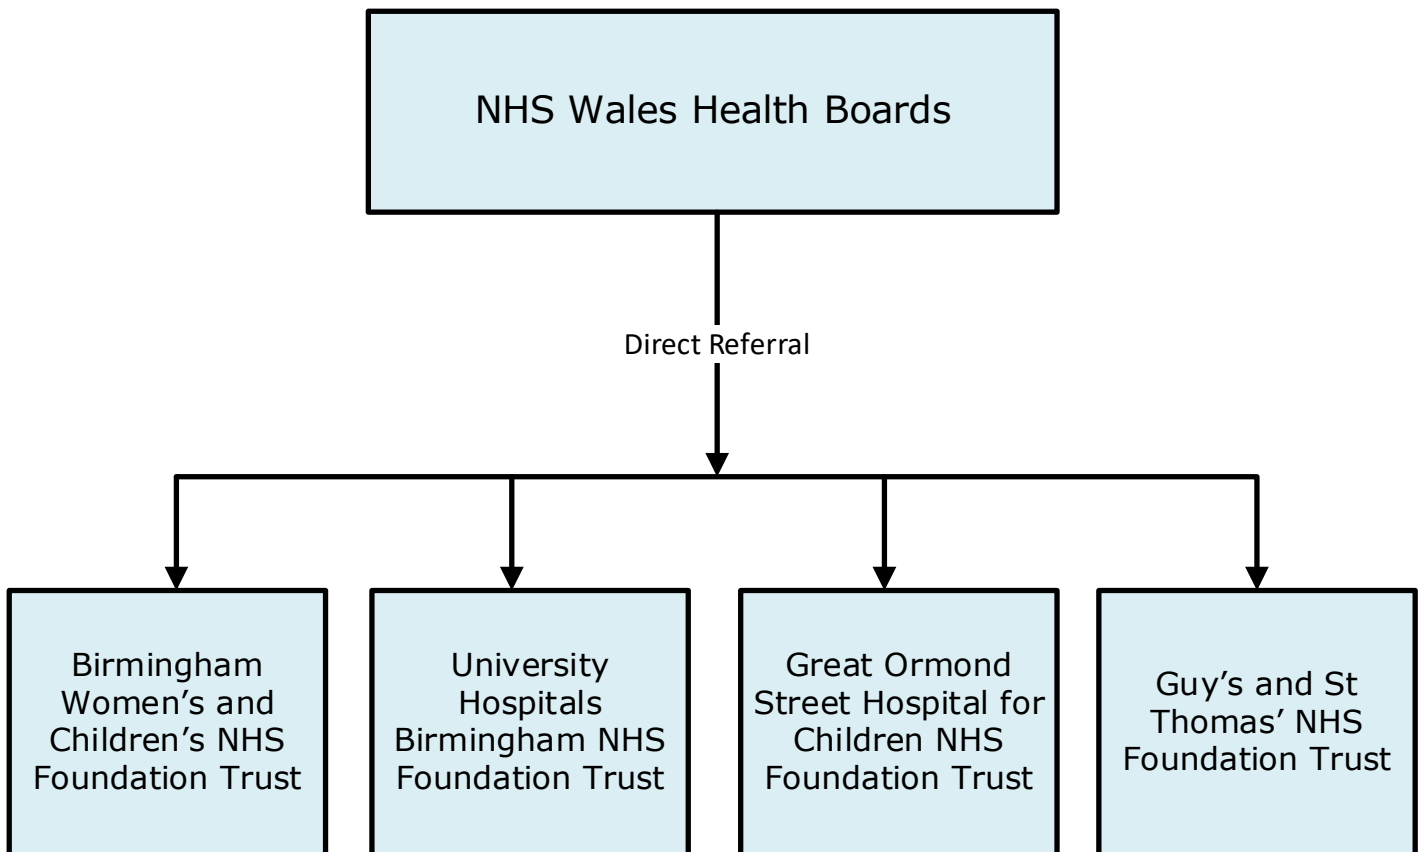 NHS Wales Health Boards
Direct Referral
Birmingham
Women’s and
Children’s NHS
Foundation Trust
University
Hospitals
Birmingham NHS
Foundation Trust
Great Ormond
Street Hospital for
Children NHS
Foundation Trust
Guy’s and St
Thomas’ NHS
Foundation Trust